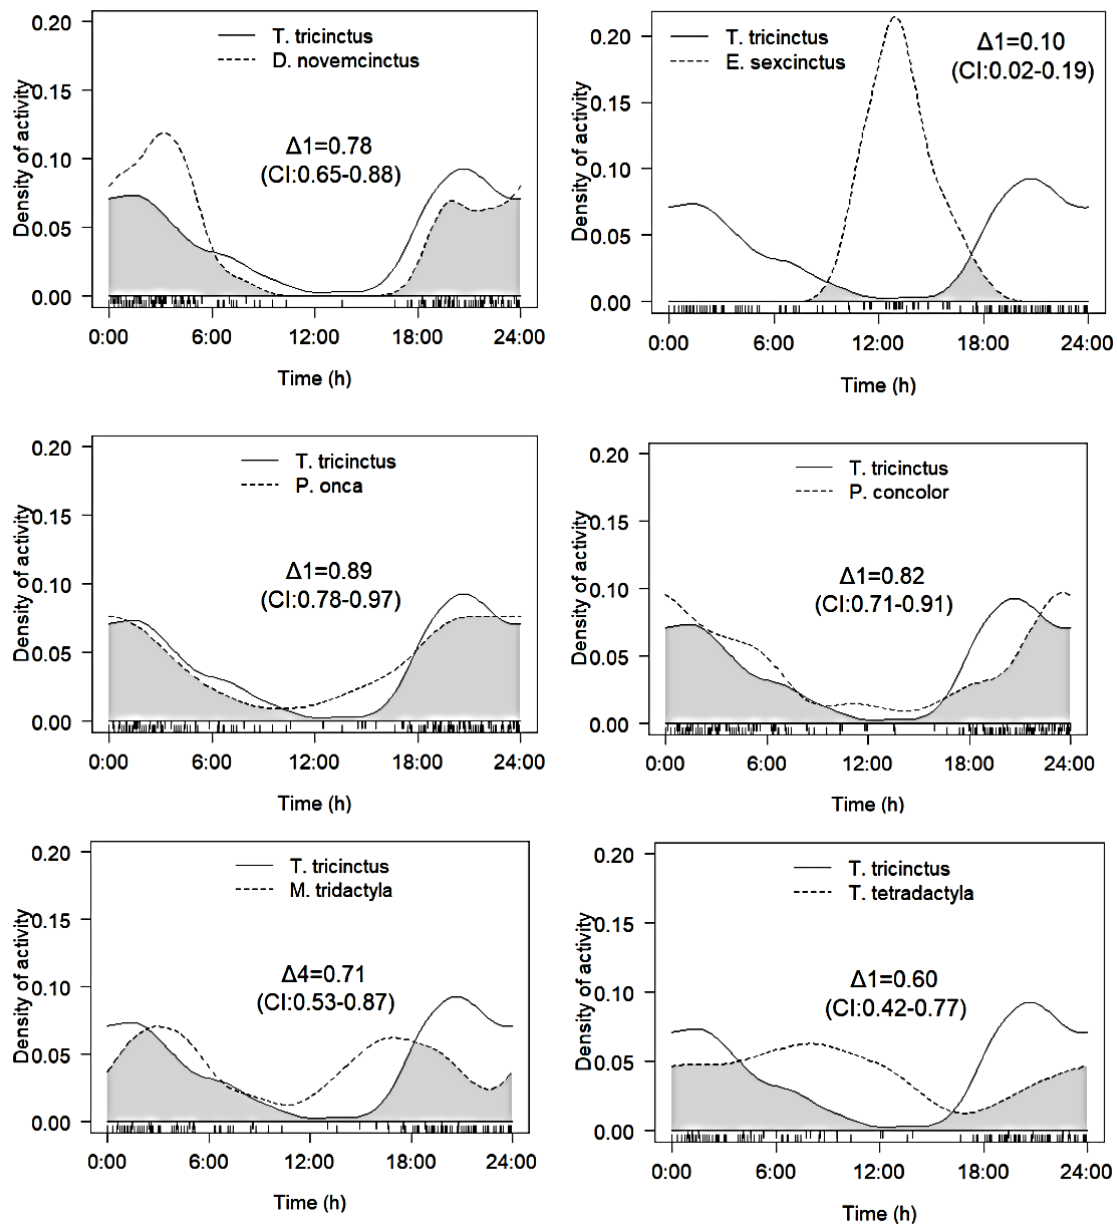 T. tricinctus
D. novemcinctus
Δ1=0.78
(CI:0.65-0.88)
Density of activity
0.20
0.15
0.10
0.05
0.00
0:00 6:00 12:00 18:00 24:00
Time (h)
T. tricinctus
E. sexcinctus
Δ1=0.10
(CI:0.02-0.19)
Density of activity
0.20
0.15
0.10
0.05
0.00
0:00 6:00 12:00 18:00 24:00
Time (h)
T. tricinctus
P. onca
Δ1=0.89
(CI:0.78-0.97)
Density of activity
0.20
0.15
0.10
0.05
0.00
0:00 6:00 12:00 18:00 24:00
Time (h)
T. tricinctus
P. concolor
Δ1=0.82
(CI:0.71-0.91)
Density of activity
0.20
0.15
0.10
0.05
0.00
0:00 6:00 12:00 18:00 24:00
Time (h)
T. tricinctus
M. tridactyla
Δ4=0.71
(CI:0.53-0.87)
Density of activity
0.20
0.15
0.10
0.05
0.00
0:00 6:00 12:00 18:00 24:00
Time (h)
T. tricinctus
T. tetradactyla
Δ1=0.60
(CI:0.42-0.77)
Density of activity
0.20
0.15
0.10
0.05
0.00
0:00 6:00 12:00 18:00 24:00
Time (h)